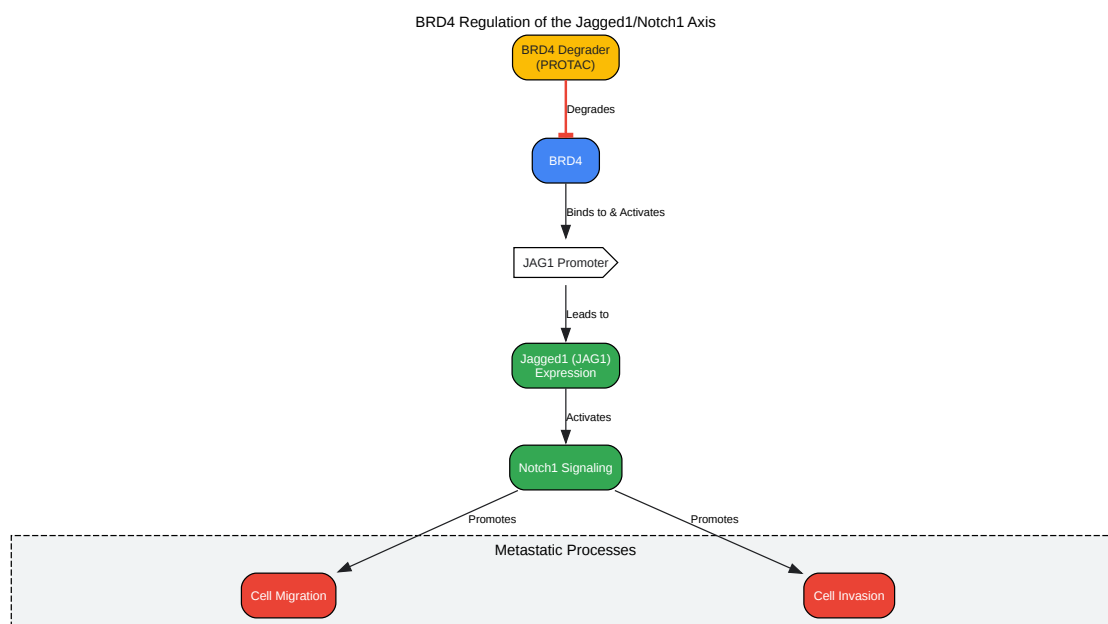 BRD4 Regulation of the Jagged1/Notch1 Axis
BRD4 Degrader
(PROTAC)
Degrades
BRD4
Binds to & Activates
JAG1 Promoter
Leads to
Jagged1 (JAG1)
Expression
Activates
Notch1 Signaling
Promotes
Promotes
Metastatic Processes
Cell Migration
Cell Invasion